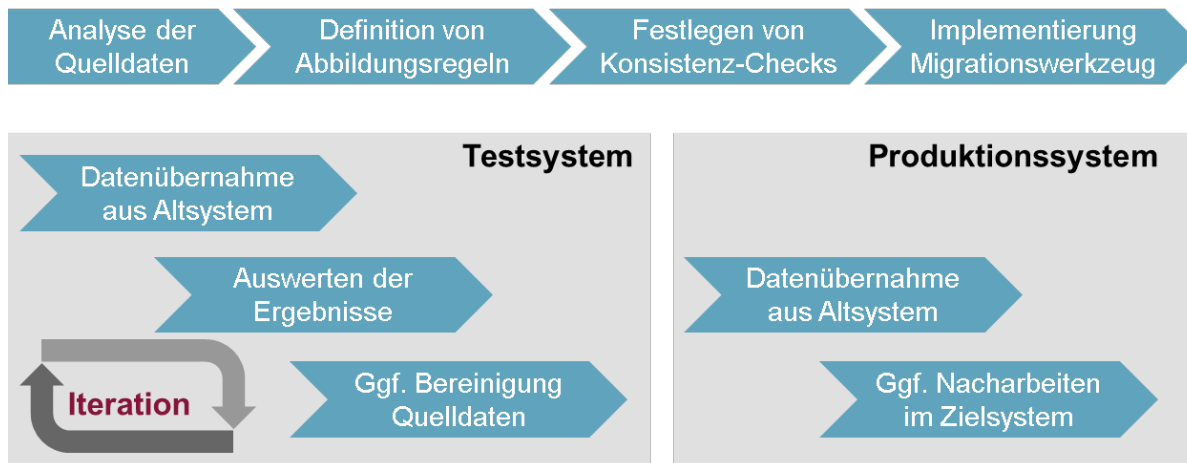 Analyse der
Quelldaten
Definition von
Abbildungsregeln
Festlegen von
Konsistenz-Checks
Implementierung
Migrationswerkzeug
Testsystem
Datenübernahme
aus Altsystem
Auswerten der
Ergebnisse
Ggf. Bereinigung
Quelldaten
Iteration
Produktionssystem
Datenübernahme
aus Altsystem
Ggf. Nacharbeiten
im Zielsystem